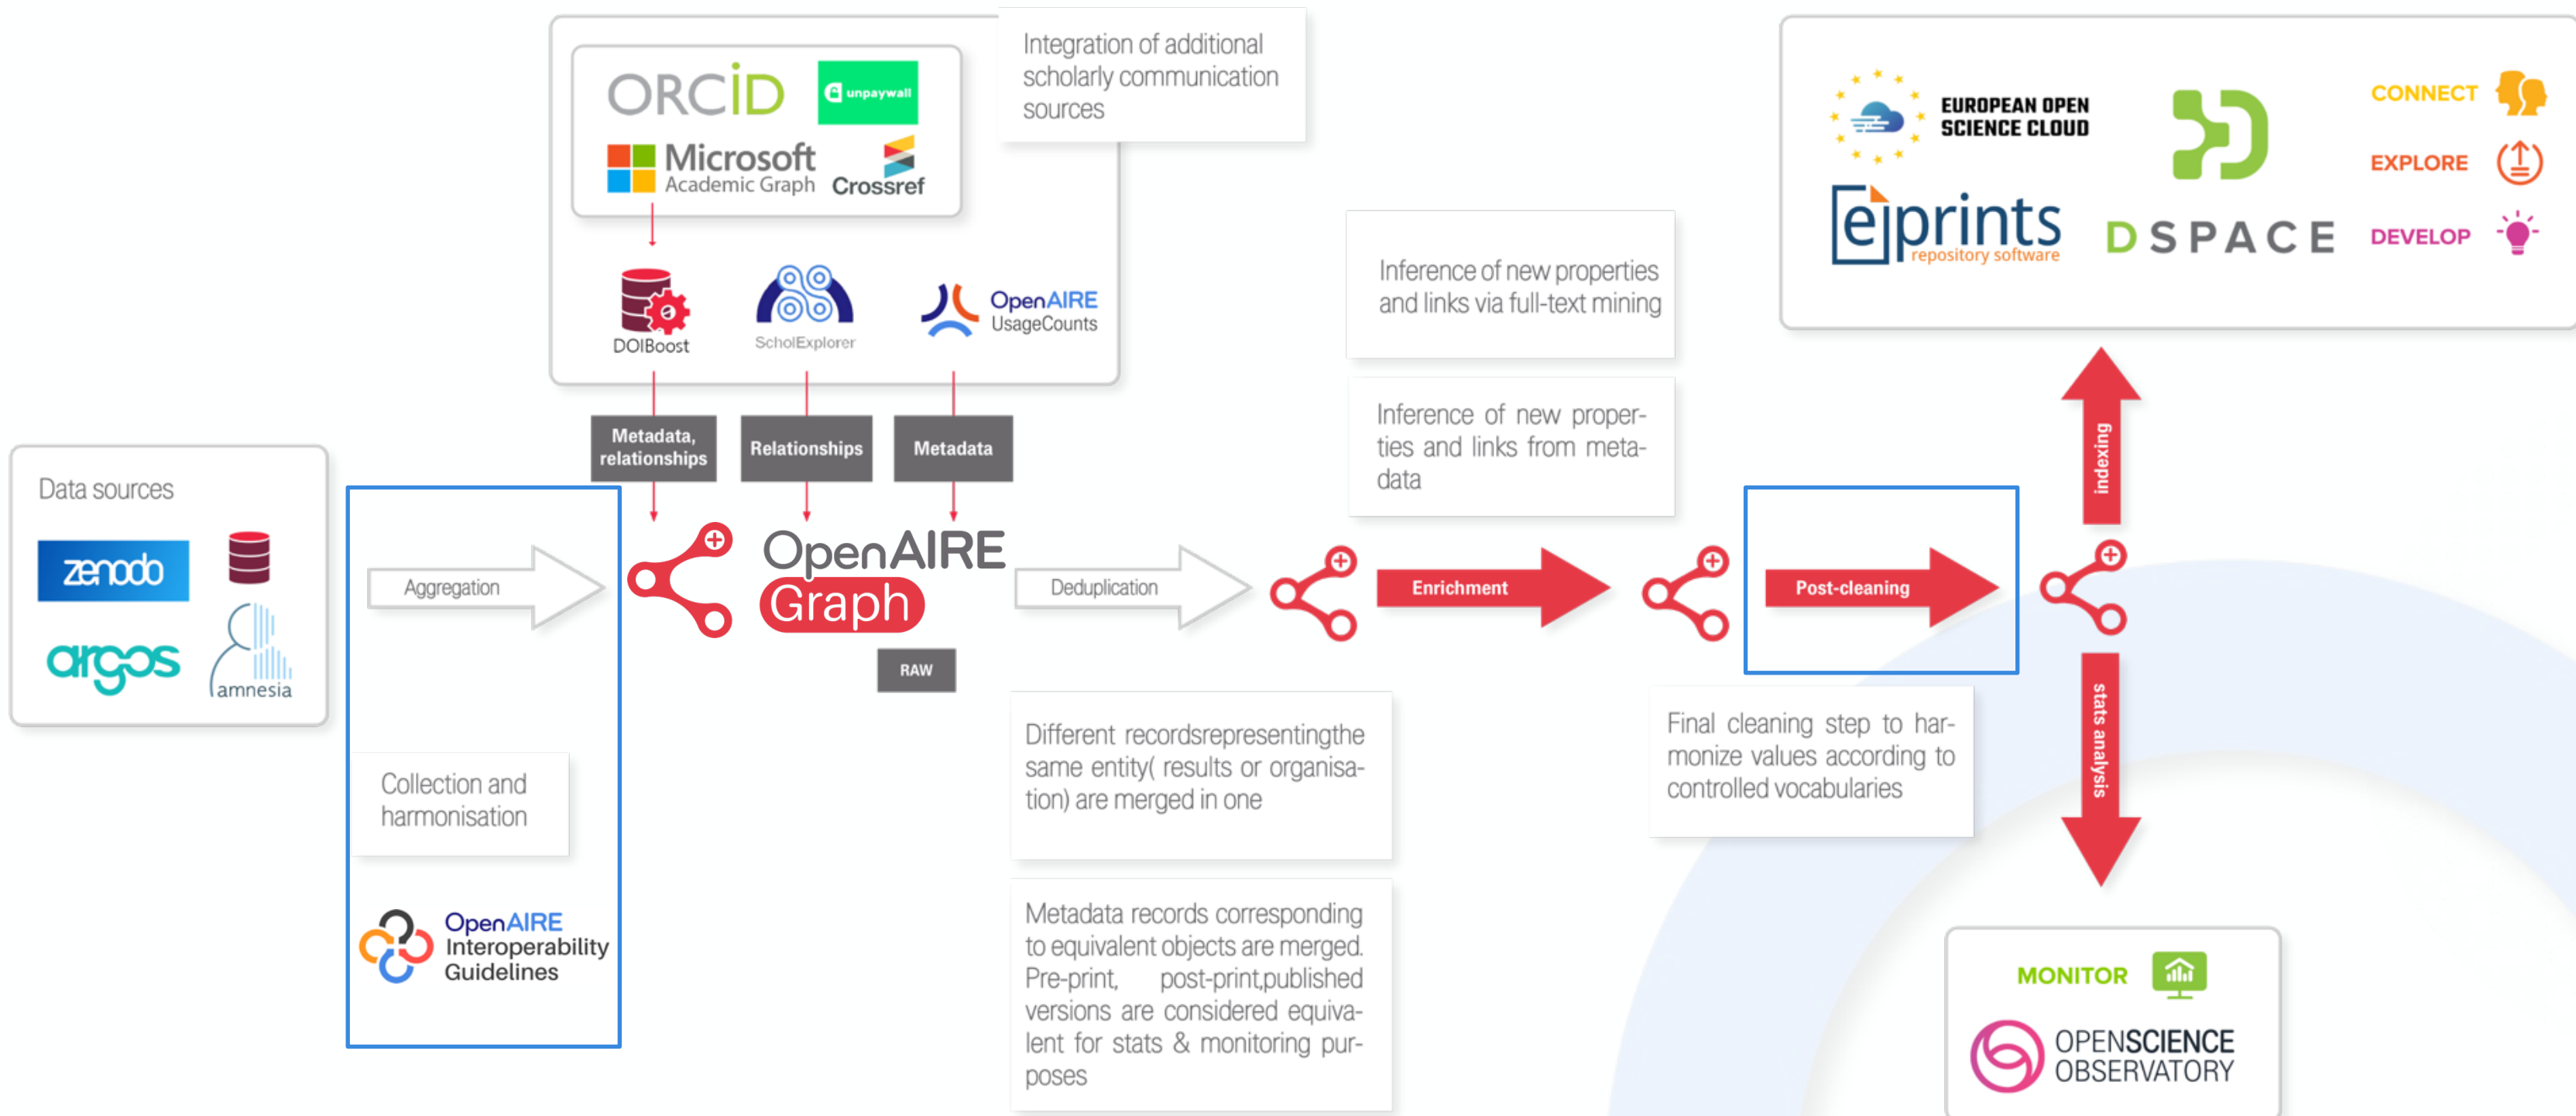 Integration of additional
scholarly communication
sources
ORCiD
unpaywall
Microsoft
Academic Graph
Crossref
DOIBoost
ScholExplorer
OpenAIRE
UsageCounts
Metadata,
relationships
Relationships
Metadata
Data sources
zenodo
argos
amnesia
Aggregation
Collection and
harmonisation
OpenAIRE
Interoperability
Guidelines
OpenAIRE
Graph
RAW
Deduplication
Different recordsrepresentingthe
same entity( results or organisa-
tion) are merged in one
Metadata records corresponding
to equivalent objects are merged.
Pre-print, post-print,published
versions are considered equiva-
lent for stats & monitoring pur-
poses
Inference of new properties
and links via full-text mining
Inference of new proper-
ties and links from meta-
data
Enrichment
Post-cleaning
Final cleaning step to har-
monize values according to
controlled vocabularies
indexing
stats analysis
EUROPEAN OPEN
SCIENCE CLOUD
eprints
repository software
DSPACE
CONNECT
EXPLORE
DEVELOP
MONITOR
OPENSCIENCE
OBSERVATORY